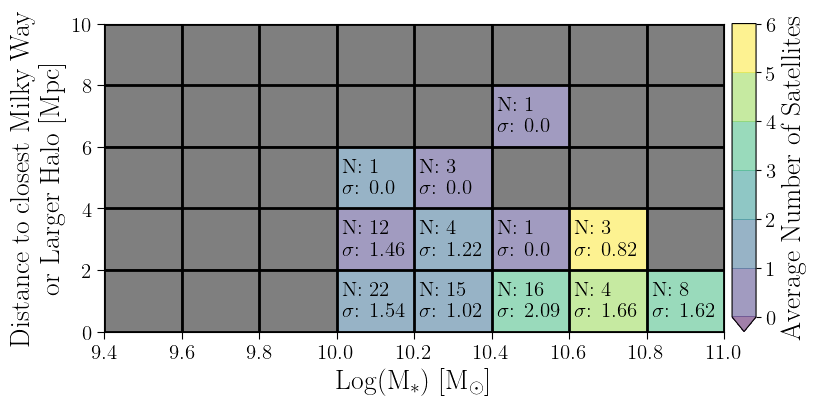 Distance to closest Milky Way
or Larger Halo [Mpc]
10
8
6
4
2
0
N: 1
σ: 0.0
N: 1
σ: 0.0
N: 3
σ: 0.0
N: 12
σ: 1.46
N: 4
σ: 1.22
N: 1
σ: 0.0
N: 3
σ: 0.82
N: 22
σ: 1.54
N: 15
σ: 1.02
N: 16
σ: 2.09
N: 4
σ: 1.66
N: 8
σ: 1.62
9.4 9.6 9.8 10.0 10.2 10.4 10.6 10.8 11.0
Log(M*) [M⊙]
6
5
4
3
2
1
0
Average Number of Satellites